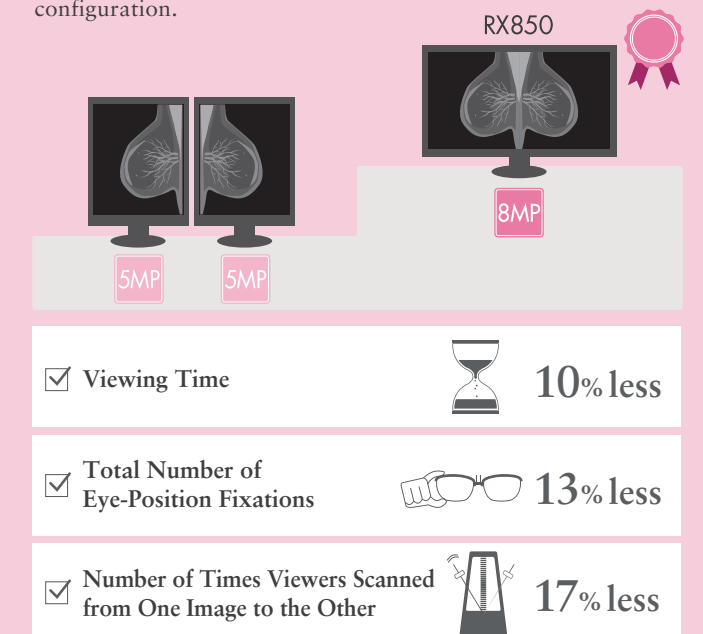 configuration.
RX850
8MP
5MP
5MP
Viewing Time
10% less
Total Number of
Eye-Position Fixations
13% less
Number of Times Viewers Scanned
from One Image to the Other
17% less